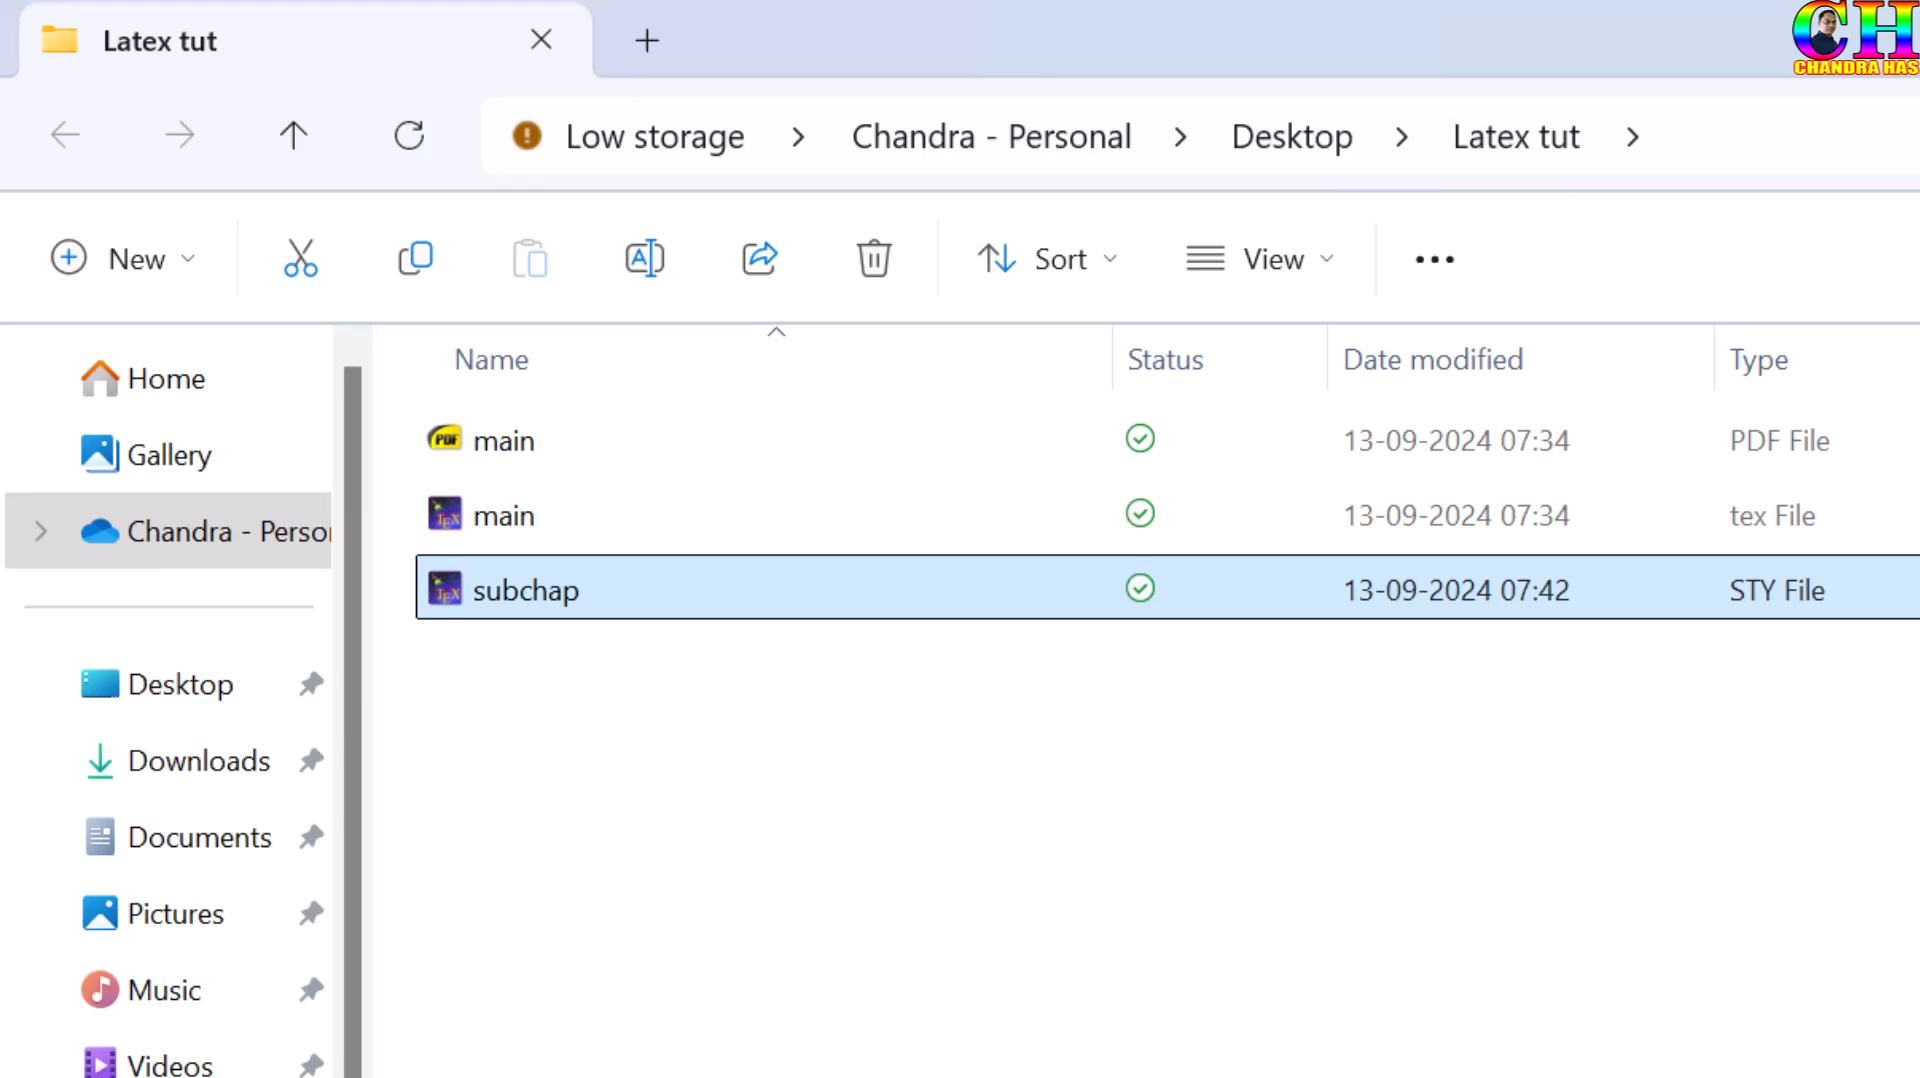 Latex tut
CH
CHANDRA HAS
Low storage > Chandra - Personal > Desktop > Latex tut >
New
Sort
View
Name Status Date modified Type
main 13-09-2024 07:34 PDF File
main 13-09-2024 07:34 tex File
subchap 13-09-2024 07:42 STY File
Home
Gallery
Chandra - Person
Desktop
Downloads
Documents
Pictures
Music
Videos